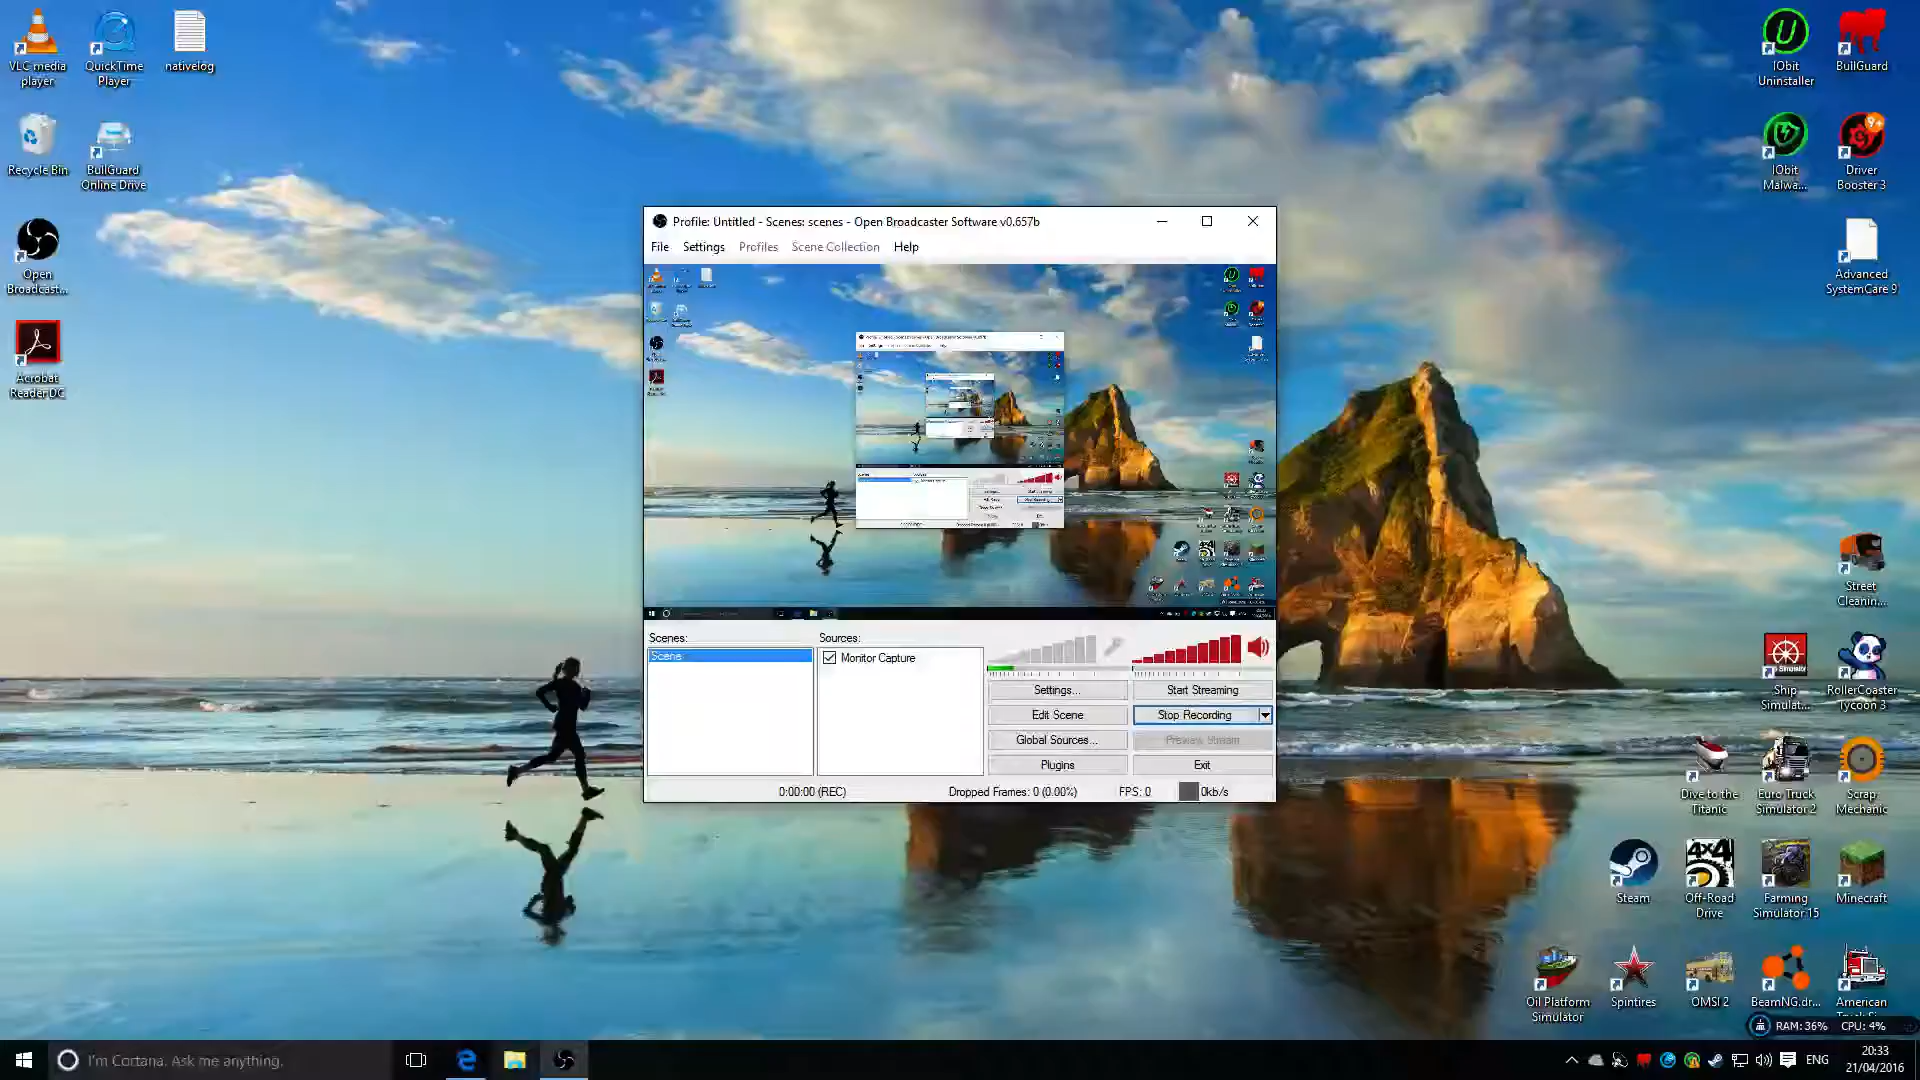 VLC media
player
QuickTime
Player
nativelog
Recycle Bin
BullGuard
Online Drive
Open
Broadcast...
Acrobat
Reader DC
IObit
Uninstaller
BullGuard
IObit
Malwa...
9+
Driver
Booster 3
Advanced
SystemCare 9
Profile: Untitled - Scenes: scenes - Open Broadcaster Software v0.657b
File Settings Profiles Scene Collection Help
Scenes:
Scene
Sources:
Monitor Capture
Settings...
Start Streaming
Edit Scene
Stop Recording
Global Sources...
Preview Stream
Plugins
Exit
0:00:00 (REC)
Dropped Frames: 0 (0.00%)
FPS: 0
0kb/s
Street
Cleanin...
Ship
Simulat...
RollerCoaster
Tycoon 3
Dive to the
Titanic
Euro Truck
Simulator 2
Scrap
Mechanic
Steam
4x4
Off-Road
Drive
Farming
Simulator 15
Minecraft
Oil Platform
Simulator
Spintires
OMSI 2
BeamNG.dr...
American
RAM: 36%
CPU: 4%
I'm Cortana. Ask me anything.
ENG
20:33
21/04/2016